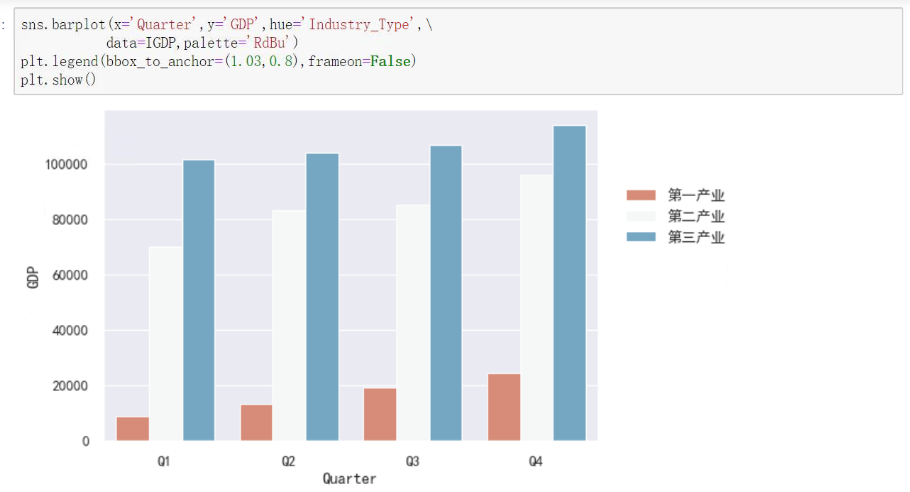 :
sns.barplot(x='Quarter',y='GDP',hue='Industry_Type',\
data=IGDP,palette='RdBu')
plt.legend(bbox_to_anchor=(1.03,0.8),frameon=False)
plt.show()
100000
80000
60000
40000
20000
0
GDP
Q1 Q2 Q3 Q4
Quarter
第一产业
第二产业
第三产业